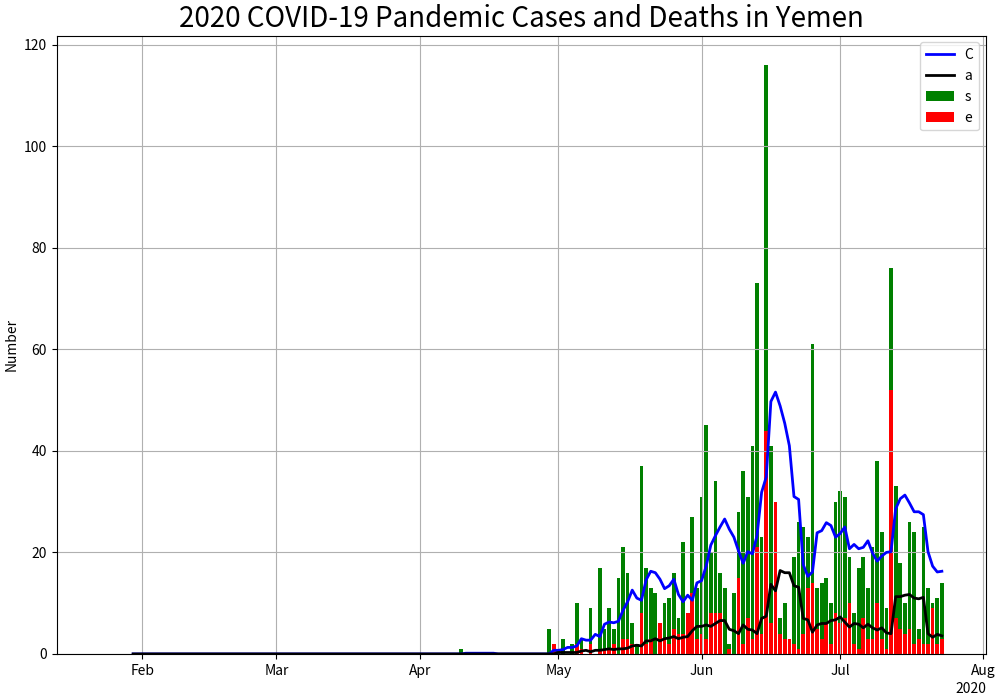 2020 COVID-19 Pandemic Cases and Deaths in Yemen
120
100
80
60
40
20
0
Number
C
a
s
e
Feb
Mar
Apr
May
Jun
Jul
Aug
2020